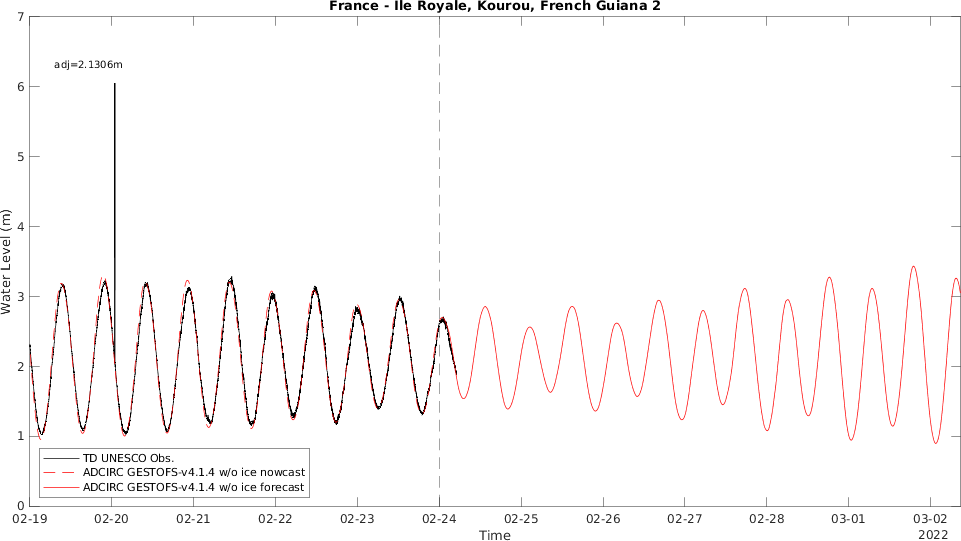 France - Ile Royale, Kourou, French Guiana 2
7
6
5
4
3
2
1
0
Water Level (m)
adj=2.1306m
TD UNESCO Obs.
ADCIRC GESTOFS-v4.1.4 w/o ice nowcast
ADCIRC GESTOFS-v4.1.4 w/o ice forecast
02-19 02-20 02-21 02-22 02-23 02-24 02-25 02-26 02-27 02-28 03-01 03-02
Time
2022